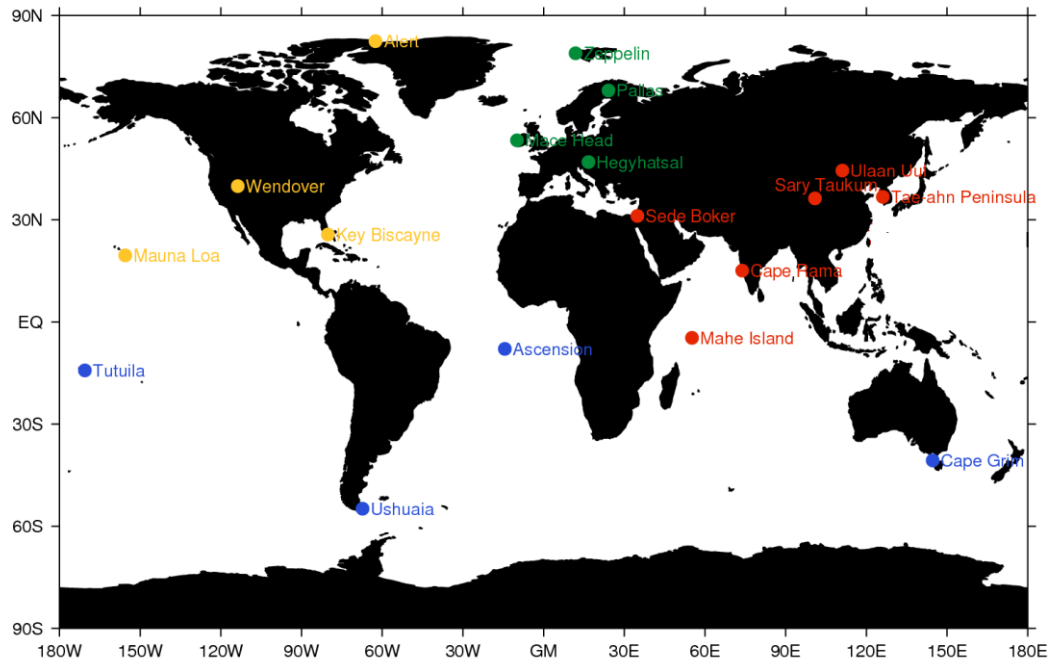 90N
Alert
Zeppelin
Pallas
60N
Mace Head
Hegyhatsal
Ulaan Uul
Sary Taukum
Wendover
Tae-ahn Peninsula
30N
Sede Boker
Key Biscayne
Mauna Loa
Cape Rama
EQ
Mahe Island
Ascension
Tutuila
30S
Cape Grim
Ushuaia
60S
90S
180W 150W 120W 90W 60W 30W GM 30E 60E 90E 120E 150E 180E